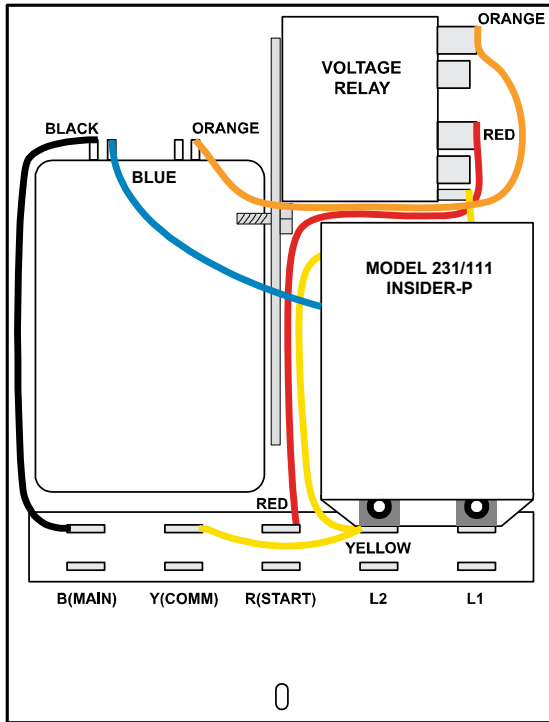 ORANGE
VOLTAGE
RELAY
BLACK
ORANGE
RED
BLUE
MODEL 231/111
INSIDER-P
RED
YELLOW
B(MAIN) Y(COMM) R(START) L2 L1